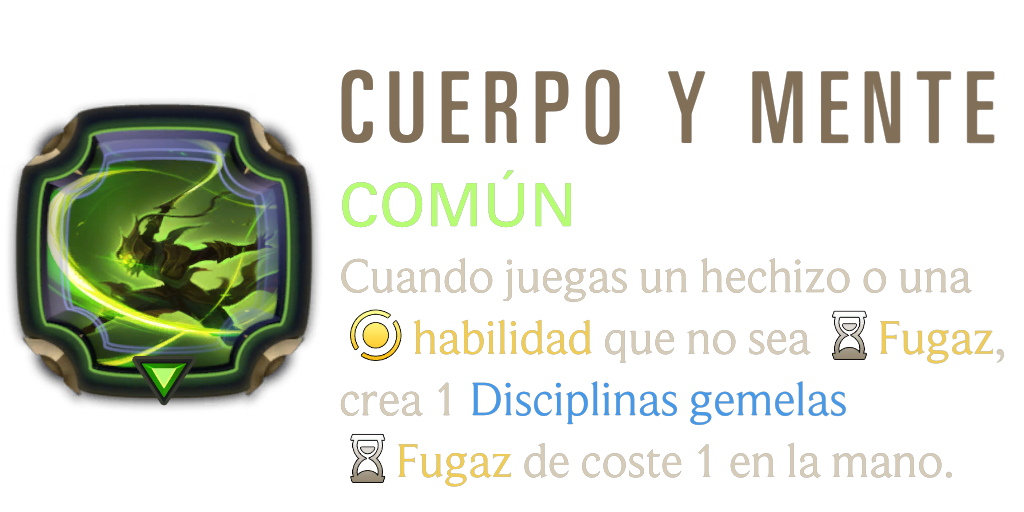 CUERPO Y MENTE
COMÚN
Cuando juegas un hechizo o una
habilidad que no sea Fugaz,
crea 1 Disciplinas gemelas
Fugaz de coste 1 en la mano.